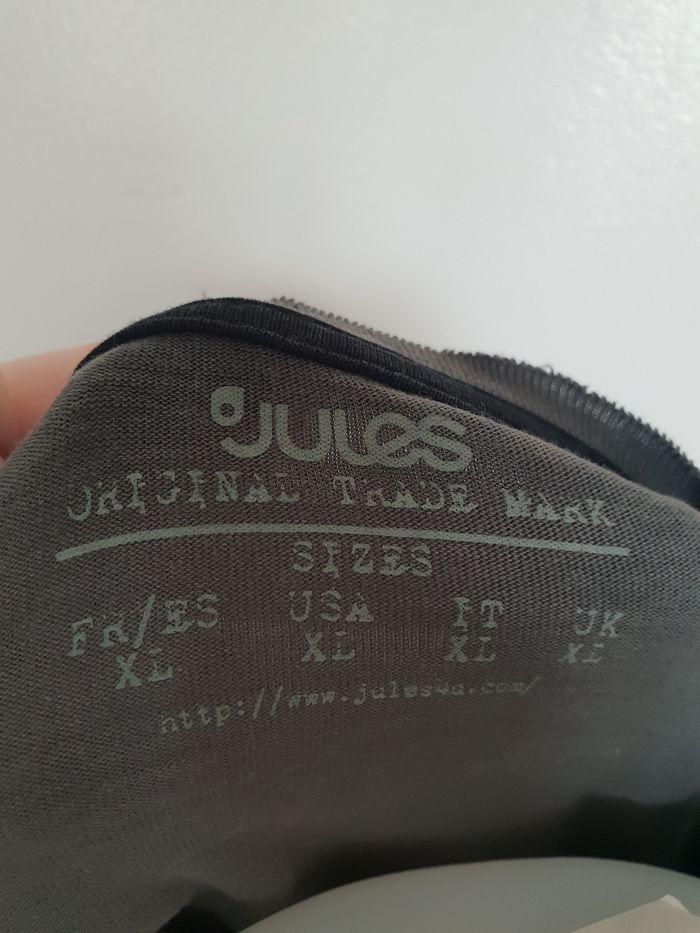 JULES
ORIGINAL TRADE MARK
SIZES
FR/ES USA IT UK
XL XL XL XL
http://www.jules4u.com/